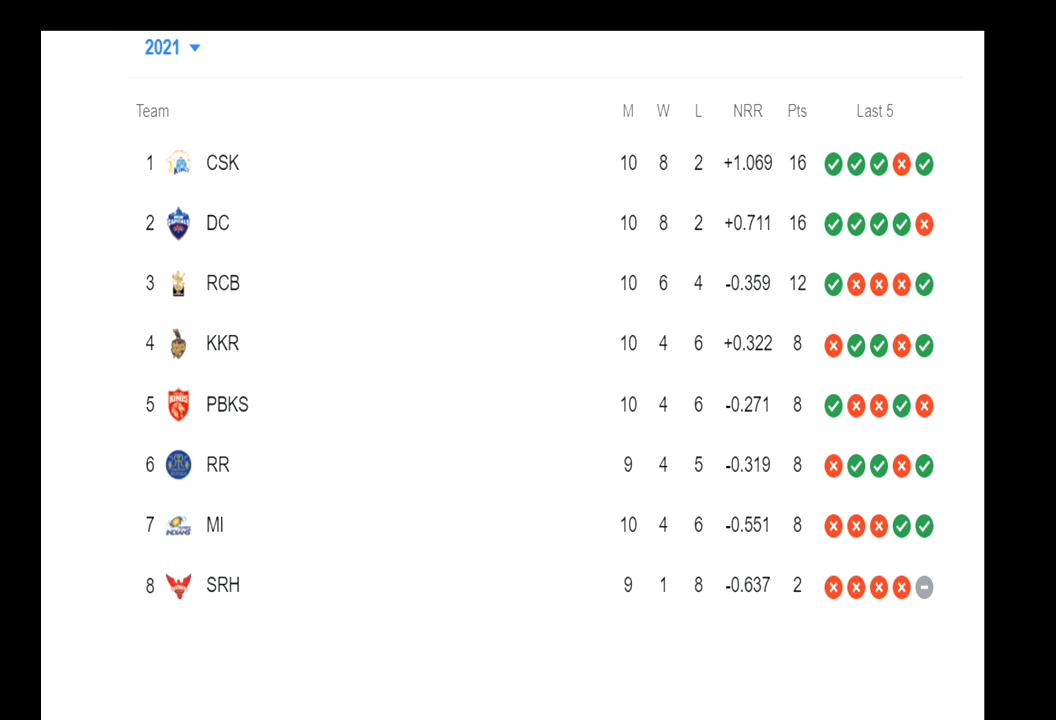 2021
Team M W L NRR Pts Last 5
1 CSK 10 8 2 +1.069 16
2 DC 10 8 2 +0.711 16
3 RCB 10 6 4 -0.359 12
4 KKR 10 4 6 +0.322 8
5 PBKS 10 4 6 -0.271 8
6 RR 9 4 5 -0.319 8
7 MI 10 4 6 -0.551 8
8 SRH 9 1 8 -0.637 2